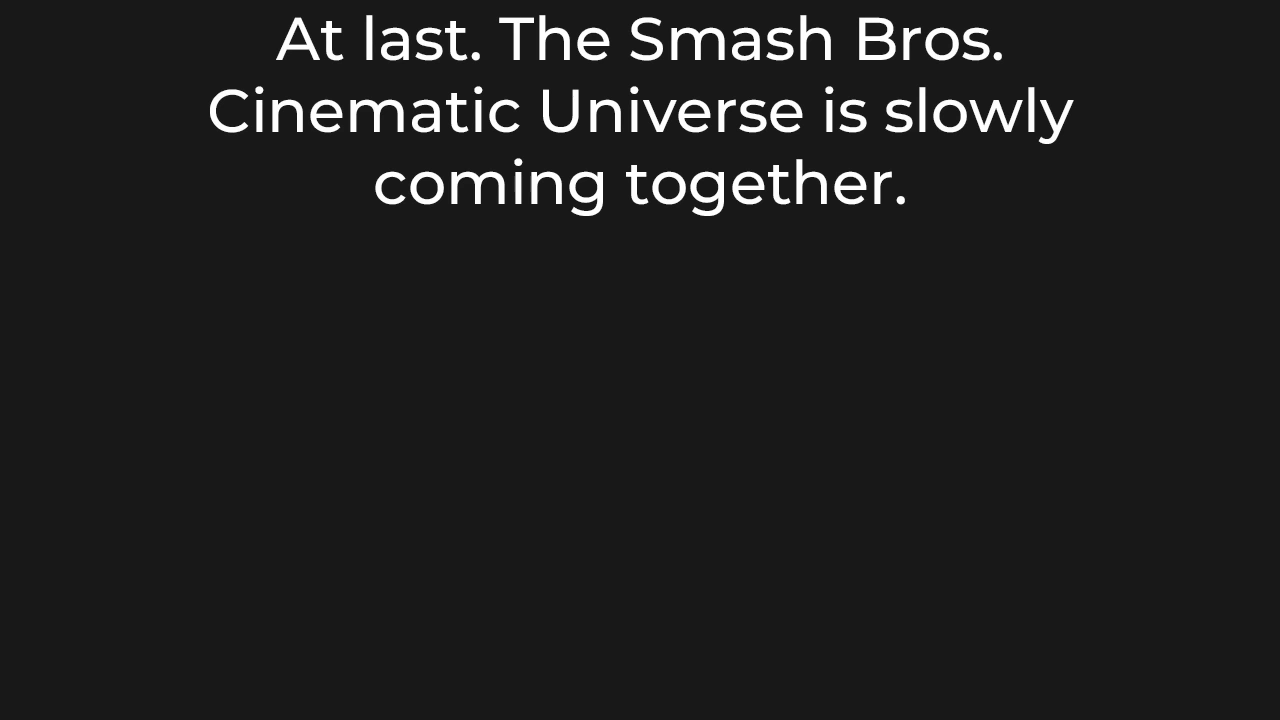 At last. The Smash Bros.
Cinematic Universe is slowly
coming together.